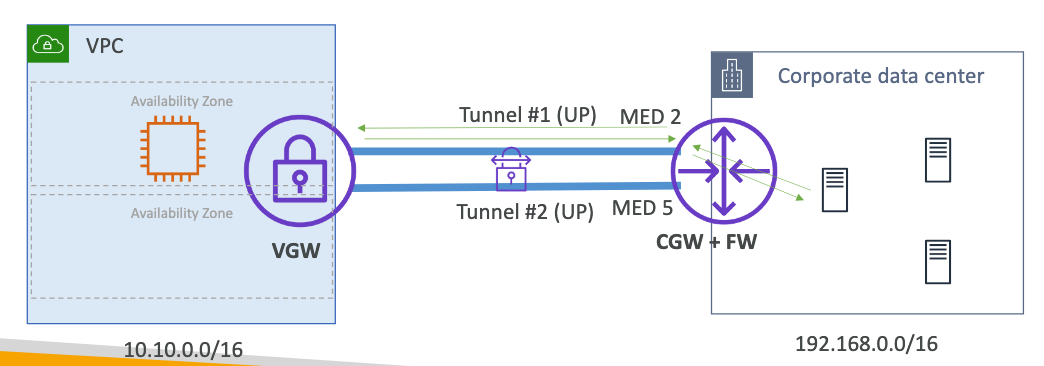 VPC
Corporate data center
Availability Zone
Tunnel #1 (UP)
MED 2
Availability Zone
Tunnel #2 (UP)
MED 5
VGW
CGW + FW
10.10.0.0/16
192.168.0.0/16